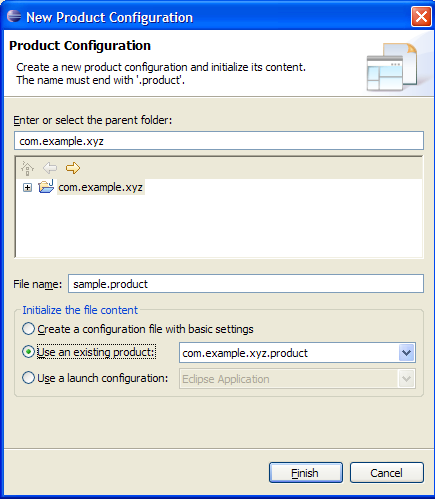 New Product Configuration
Product Configuration
Create a new product configuration and initialize its content.
The name must end with '.product'.
Enter or select the parent folder:
com.example.xyz
com.example.xyz
File name: sample.product
Initialize the file content
Create a configuration file with basic settings
Use an existing product: com.example.xyz.product
Use a launch configuration: Eclipse Application
Finish Cancel